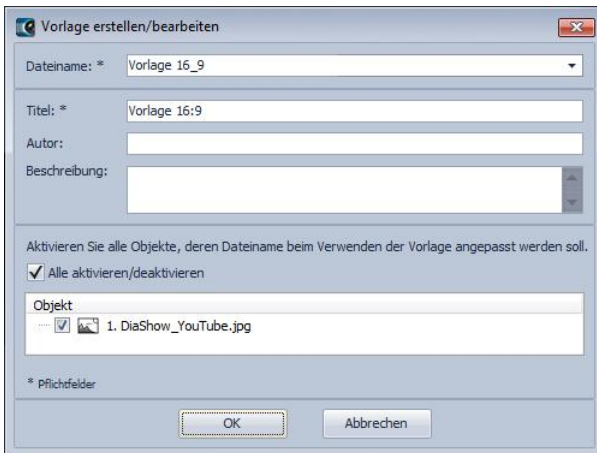 Vorlage erstellen/bearbeiten
Dateiname: * Vorlage 16_9
Titel: * Vorlage 16:9
Autor:
Beschreibung:
Aktivieren Sie alle Objekte, deren Dateiname beim Verwenden der Vorlage angepasst werden soll.
Alle aktivieren/deaktivieren
Objekt
1. DiaShow_YouTube.jpg
* Pflichtfelder
OK Abbrechen